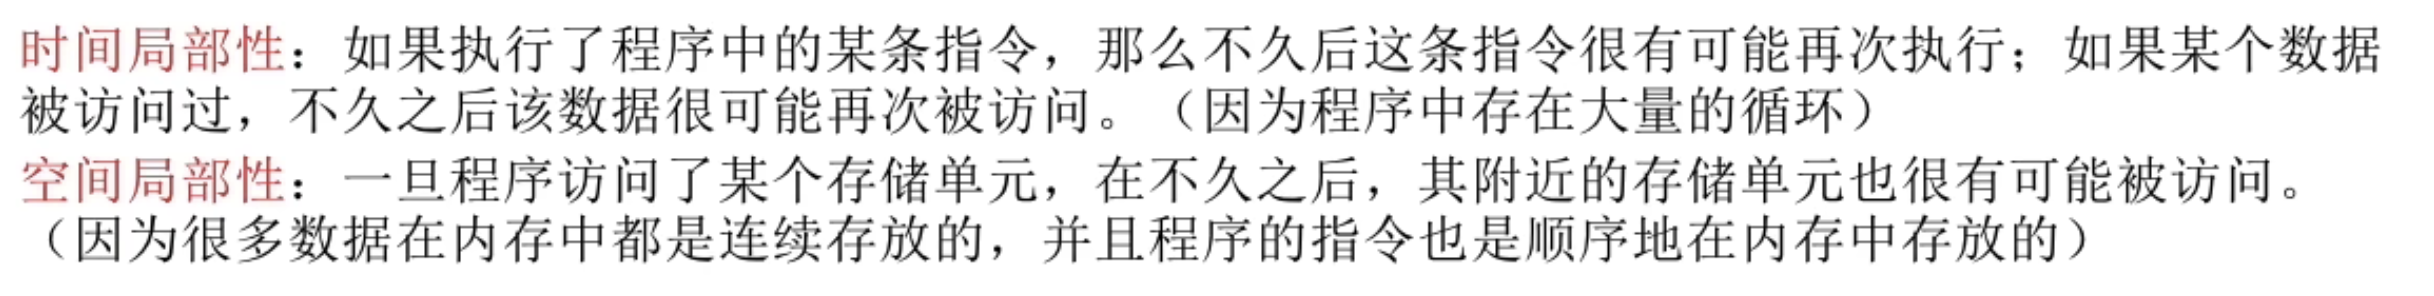 时间局部性：如果执行了程序中的某条指令，那么不久后这条指令很有可能再次执行；如果某个数据
被访问过，不久之后该数据很可能再次被访问。（因为程序中存在大量的循环）
空间局部性：一旦程序访问了某个存储单元，在不久之后，其附近的存储单元也很有可能被访问。
（因为很多数据在内存中都是连续存放的，并且程序的指令也是顺序地在内存中存放的）